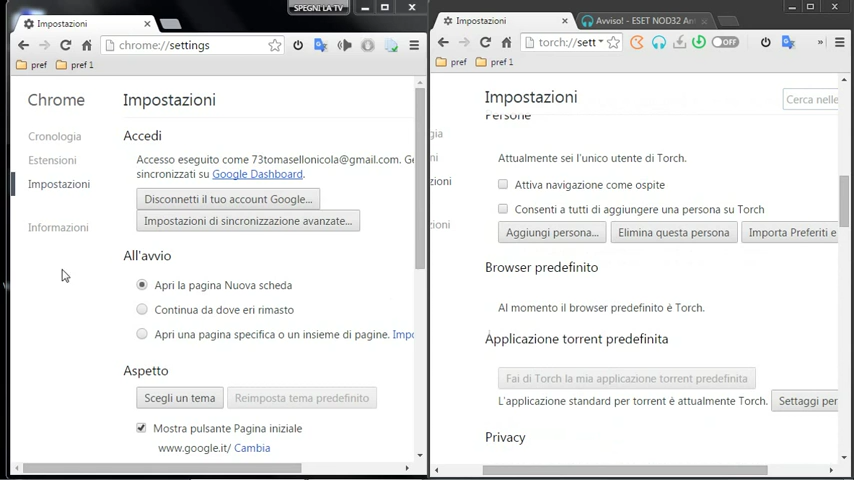 SPEGNI LA TV
Impostazioni
chrome://settings
pref
pref 1
Chrome
Impostazioni
Cronologia
Estensioni
Impostazioni
Informazioni
Accedi
Accesso eseguito come 73tomasellonicola@gmail.com. Ge
sincronizzati su Google Dashboard.
Disconnetti il tuo account Google...
Impostazioni di sincronizzazione avanzate...
All'avvio
Apri la pagina Nuova scheda
Continua da dove eri rimasto
Apri una pagina specifica o un insieme di pagine. Impo
Aspetto
Scegli un tema
Reimposta tema predefinito
Mostra pulsante Pagina iniziale
www.google.it/ Cambia
Impostazioni
Avviso! - ESET NOD32 Ant
torch://sett
OFF
pref
pref 1
Impostazioni
Cerca nelle
gia
ni
zioni
zioni
Persone
Attualmente sei l'unico utente di Torch.
Attiva navigazione come ospite
Consenti a tutti di aggiungere una persona su Torch
Aggiungi persona...
Elimina questa persona
Importa Preferiti e
Browser predefinito
Al momento il browser predefinito è Torch.
Applicazione torrent predefinita
Fai di Torch la mia applicazione torrent predefinita
L'applicazione standard per torrent è attualmente Torch.
Settaggi per
Privacy